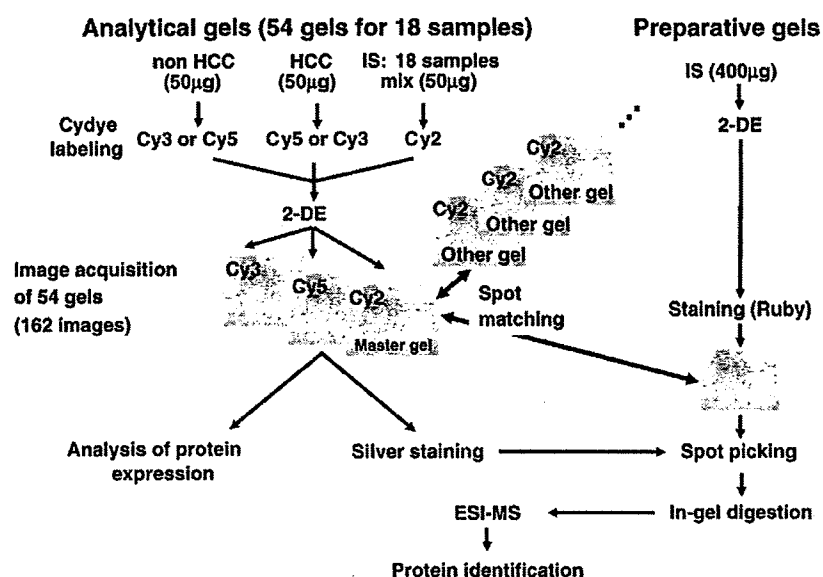 Analytical gels (54 gels for 18 samples)
Preparative gels
non HCC
(50µg)
HCC
(50µg)
IS: 18 samples
mix (50µg)
IS (400µg)
Cydye
labeling
Cy3 or Cy5
Cy5 or Cy3
Cy2
2-DE
2-DE
Cy2
Other gel
Cy2
Other gel
Cy2
Other gel
Image acquisition
of 54 gels
(162 images)
Cy3
Cy5
Cy2
Master gel
Spot
matching
Staining (Ruby)
Analysis of protein
expression
Silver staining
Spot picking
ESI-MS
In-gel digestion
Protein identification